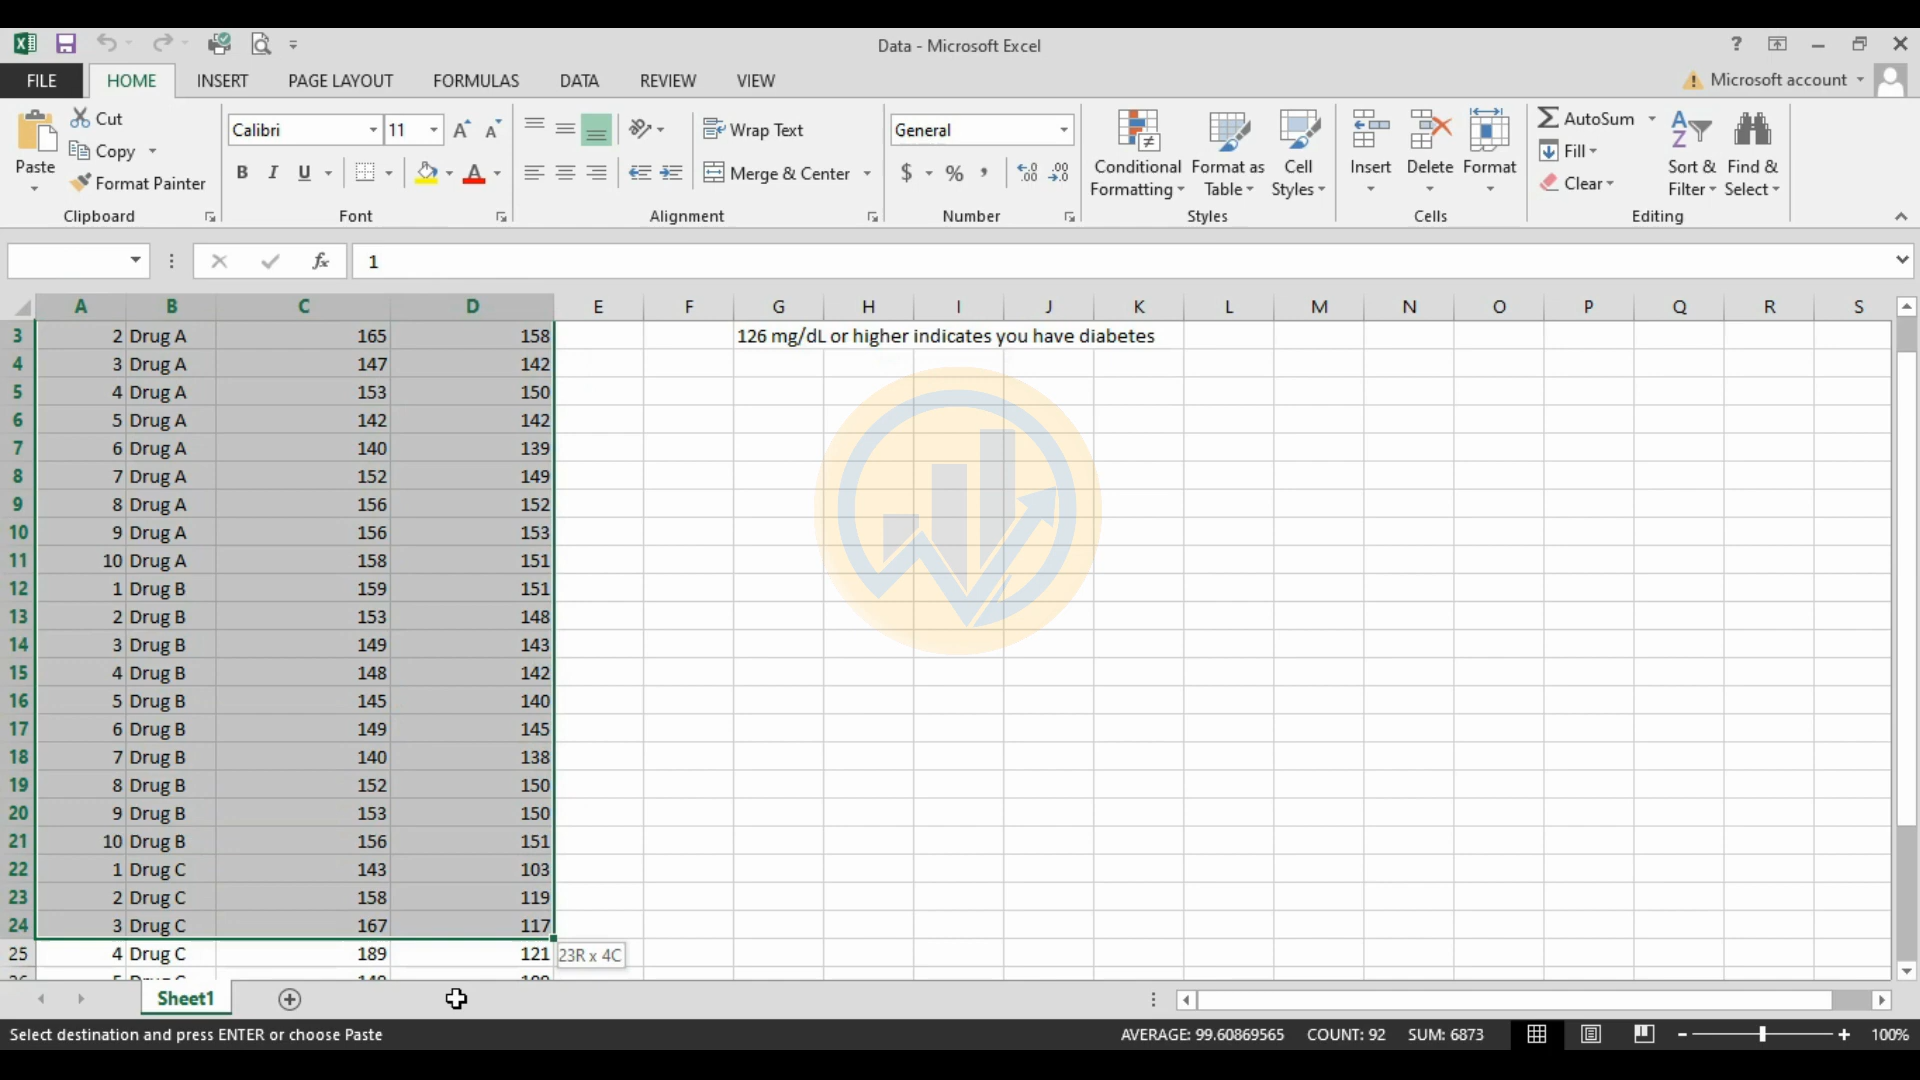 Data - Microsoft Excel
?
FILE HOME INSERT PAGE LAYOUT FORMULAS DATA REVIEW VIEW Microsoft account
Paste
Cut
Copy
Format Painter
Clipboard
Calibri 11
B I U A
Font
Wrap Text
Merge & Center
Alignment
General
$ % ,
Number
Conditional Formatting
Format as Table
Cell Styles
Styles
Insert
Delete
Format
Cells
AutoSum
Fill
Clear
Sort & Filter
Find & Select
Editing
fx 1
A B C D E F G H I J K L M N O P Q R S
3 2 Drug A 165 158 126 mg/dL or higher indicates you have diabetes
4 3 Drug A 147 142
5 4 Drug A 153 150
6 5 Drug A 142 142
7 6 Drug A 140 139
8 7 Drug A 152 149
9 8 Drug A 156 152
10 9 Drug A 156 153
11 10 Drug A 158 151
12 1 Drug B 159 151
13 2 Drug B 153 148
14 3 Drug B 149 143
15 4 Drug B 148 142
16 5 Drug B 145 140
17 6 Drug B 149 145
18 7 Drug B 140 138
19 8 Drug B 152 150
20 9 Drug B 153 150
21 10 Drug B 156 151
22 1 Drug C 143 103
23 2 Drug C 158 119
24 3 Drug C 167 117
25 4 Drug C 189 121 23R x 4C
Sheet1
Select destination and press ENTER or choose Paste AVERAGE: 99.60869565 COUNT: 92 SUM: 6873 100%